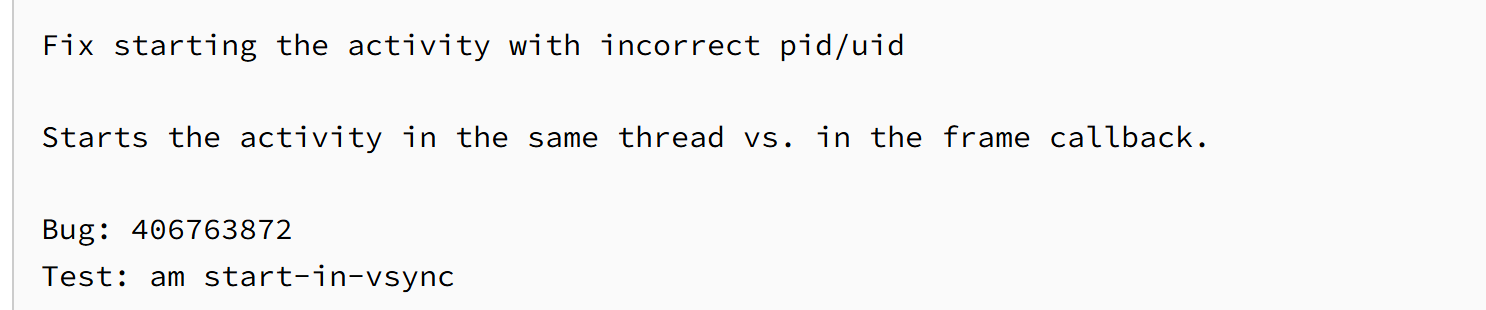 Fix starting the activity with incorrect pid/uid
Starts the activity in the same thread vs. in the frame callback.
Bug: 406763872
Test: am start-in-vsync